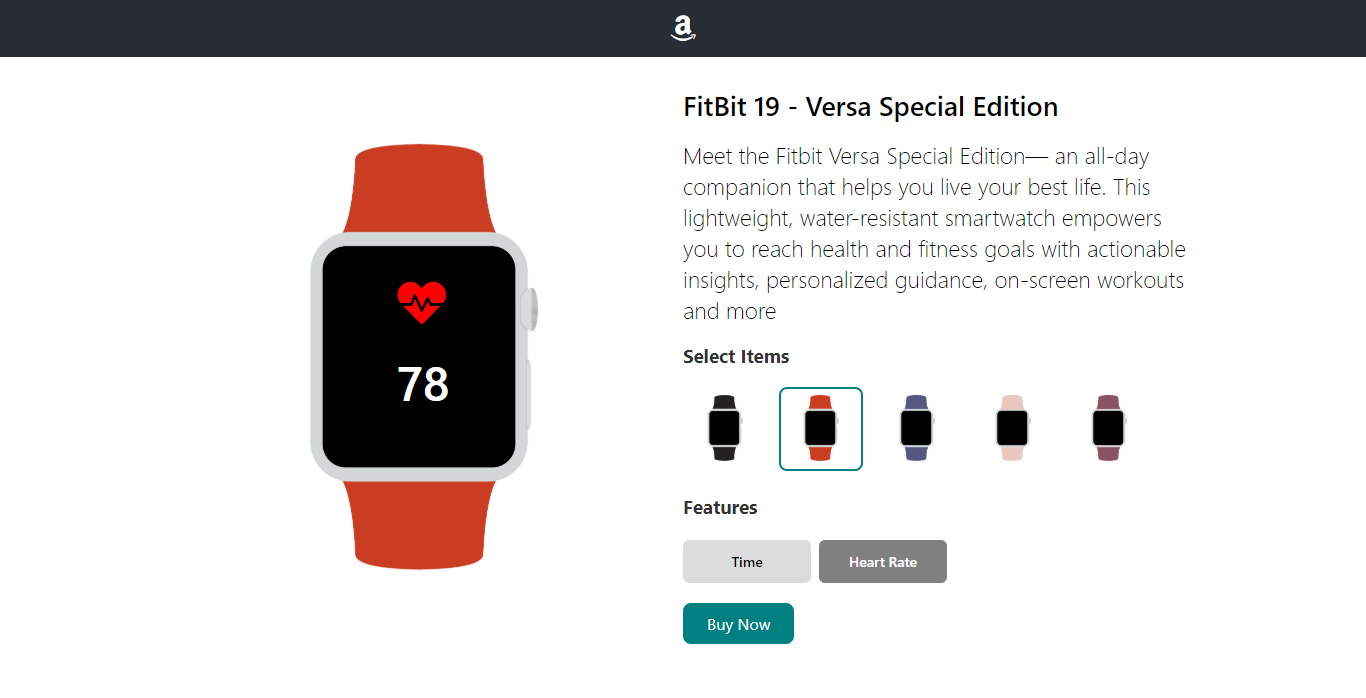 a
FitBit 19 - Versa Special Edition
Meet the Fitbit Versa Special Edition— an all-day
companion that helps you live your best life. This
lightweight, water-resistant smartwatch empowers
you to reach health and fitness goals with actionable
insights, personalized guidance, on-screen workouts
and more
78
Select Items
Features
Time
Heart Rate
Buy Now